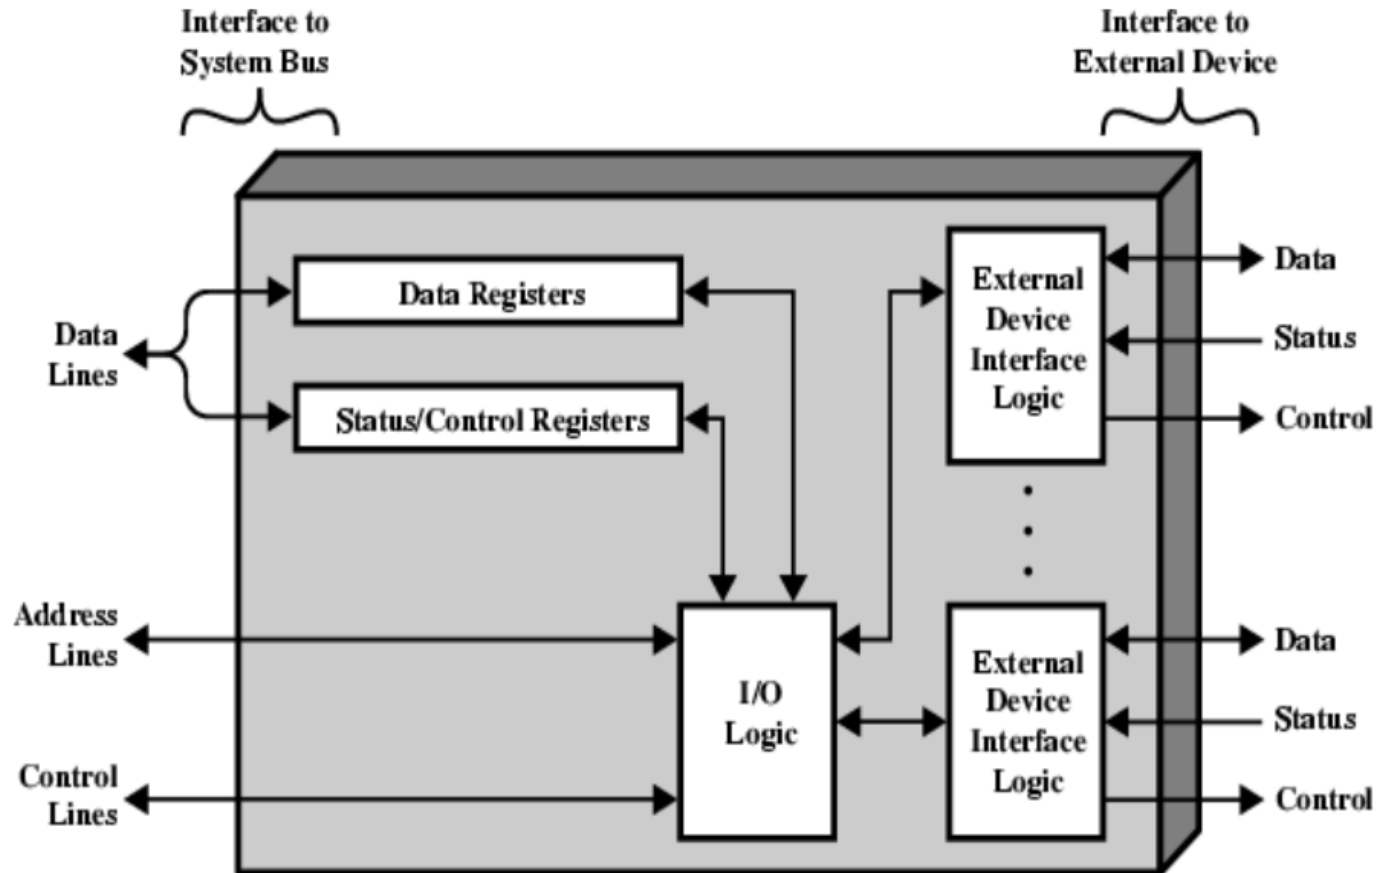 Interface to
System Bus
Interface to
External Device
Data Registers
Status/Control Registers
Data
Lines
Address
Lines
Control
Lines
I/O
Logic
External
Device
Interface
Logic
Data
Status
Control
External
Device
Interface
Logic
Data
Status
Control